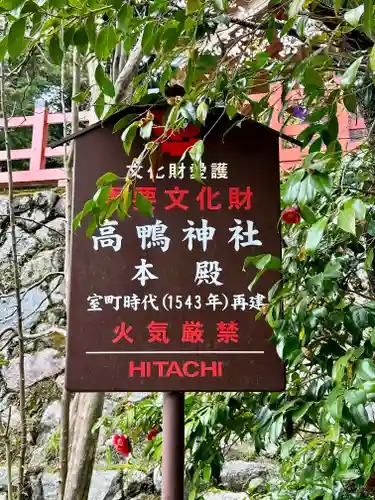 文化財愛護
重要文化財
高鴨神社
本殿
室町時代(1543年)再建
火気厳禁
HITACHI